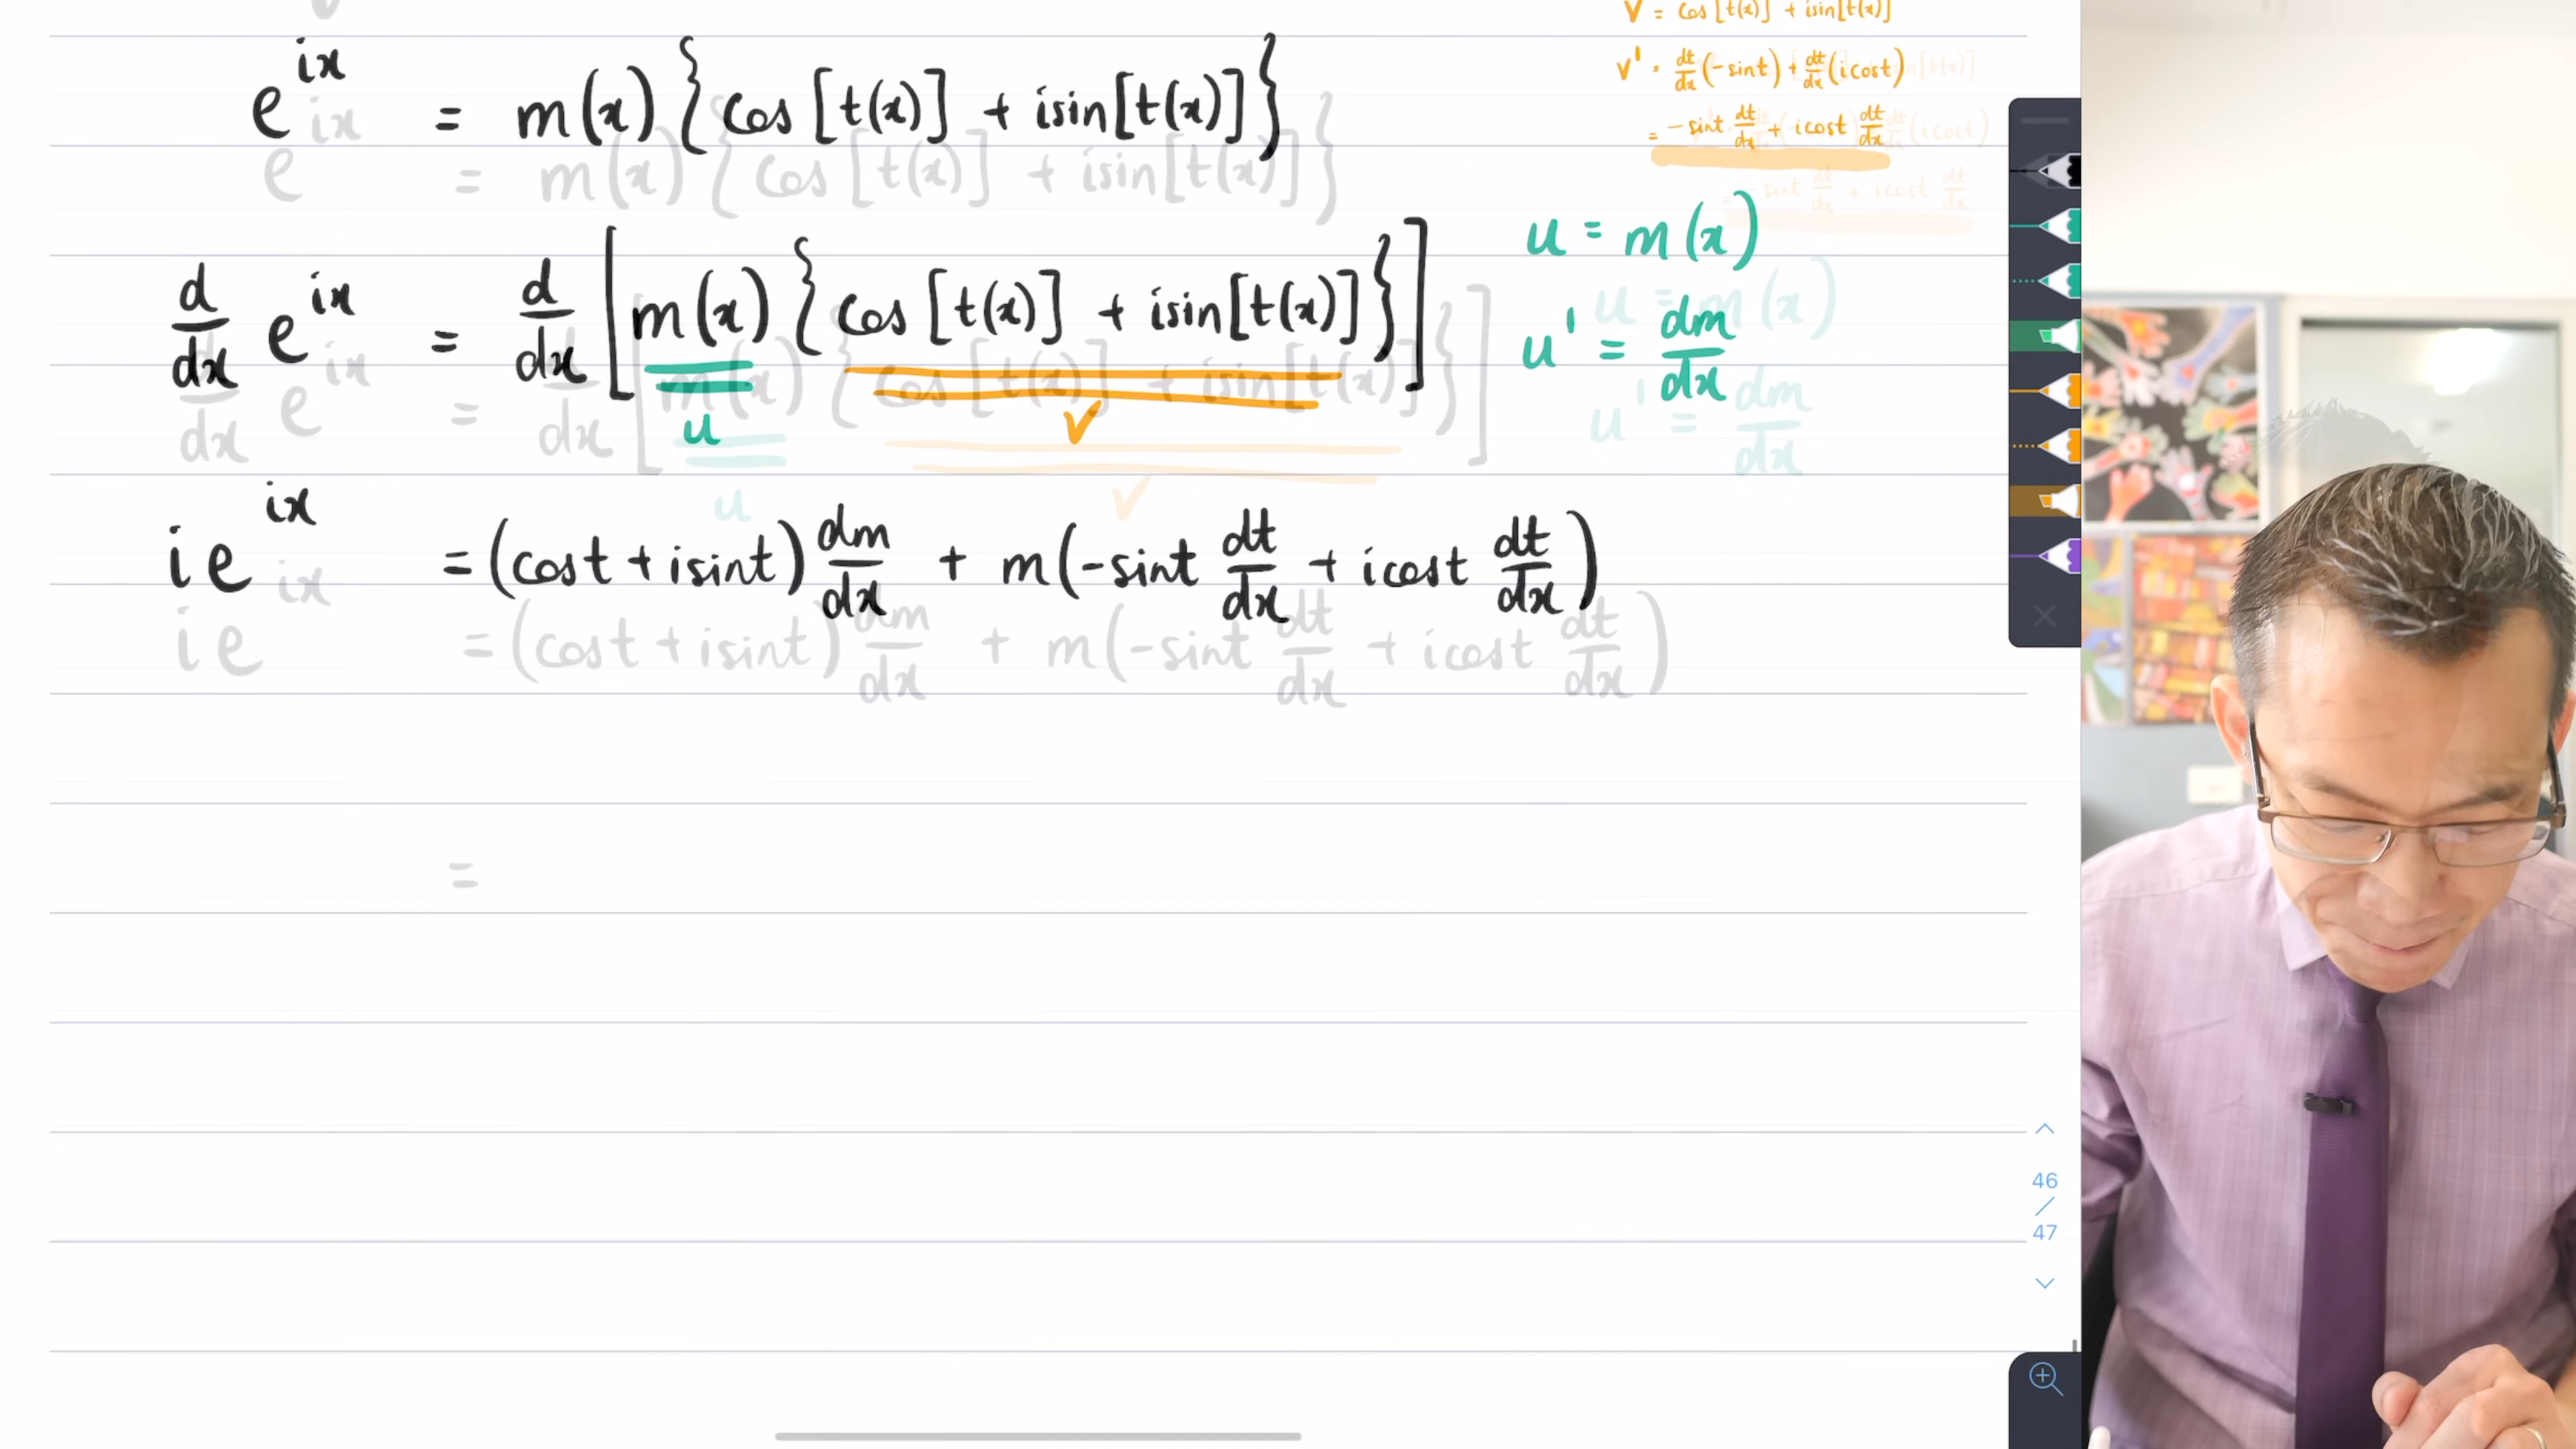 v = cos[t(x)] + isin[t(x)]
v' = dt/dx (-sint) + dt/dx (icost)
= -sint dt/dx + icost dt/dx
e^ix = m(x){cos[t(x)] + isin[t(x)]}
u = m(x)
d/dx e^ix = d/dx [m(x){cos[t(x)] + isin[t(x)]}]
u' = dm/dx
u
v
ie^ix = (cost + isint) dm/dx + m(-sint dt/dx + icost dt/dx)
=
46
/
47